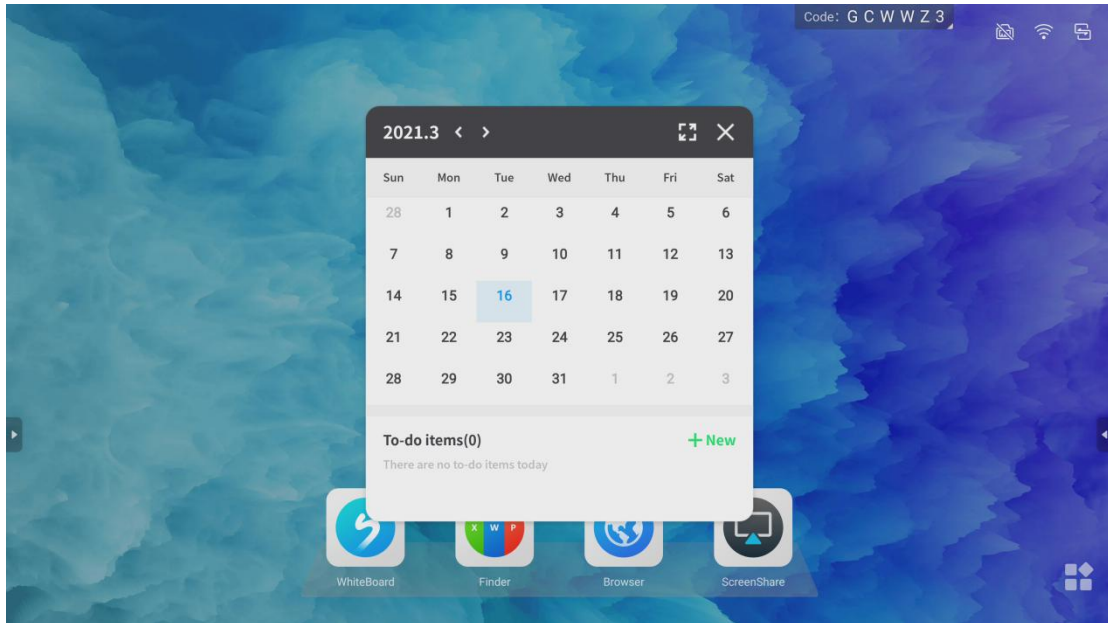 Code: G C W W Z 3
2021.3 < >
Sun Mon Tue Wed Thu Fri Sat
28 1 2 3 4 5 6
7 8 9 10 11 12 13
14 15 16 17 18 19 20
21 22 23 24 25 26 27
28 29 30 31 1 2 3
To-do items(0) + New
There are no to-do items today
X W P
WhiteBoard Finder Browser ScreenShare